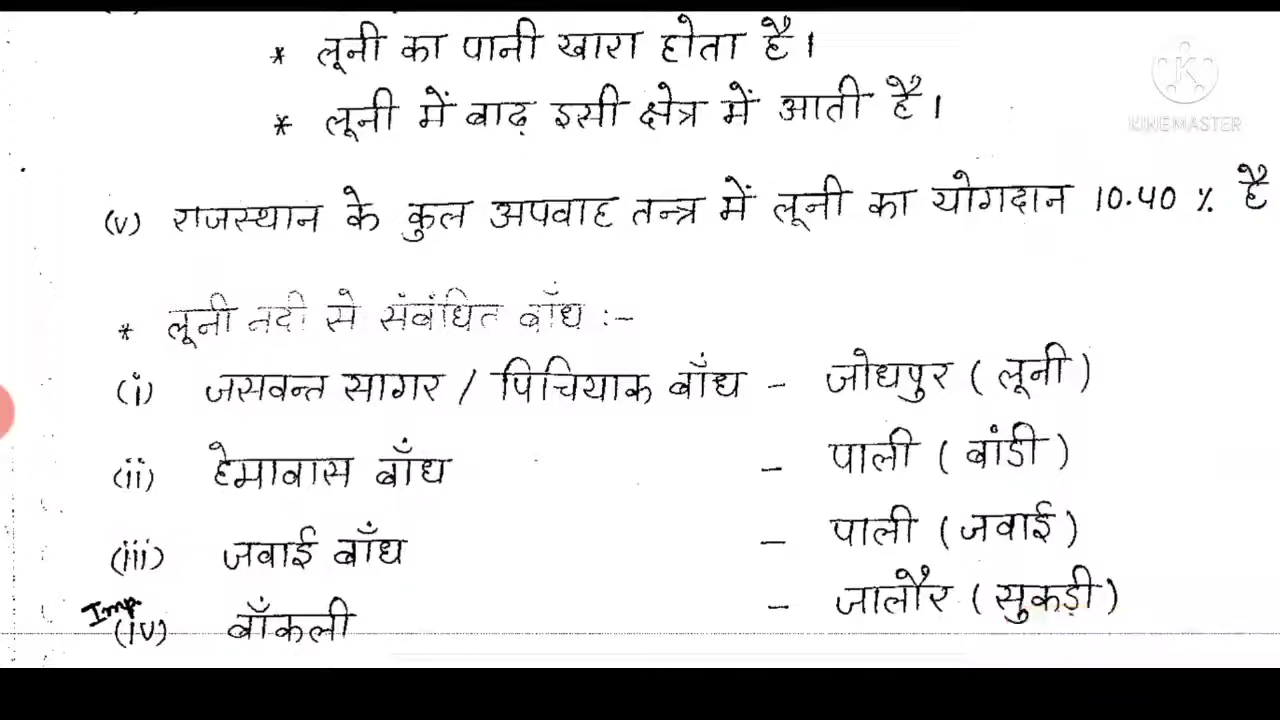 * लूनी का पानी खारा होता है।
* लूनी में बाढ़ इसी क्षेत्र में आती है।
KINEMASTER
(v) राजस्थान के कुल अपवाह तन्त्र में लूनी का योगदान 10.40 % है
* लूनी नदी से संबंधित बाँध :-
(i) जसवन्त सागर / पिचियाक बाँध - जोधपुर (लूनी)
(ii) हेमावास बाँध - पाली (बांडी)
(iii) जवाई बाँध - पाली (जवाई)
Imp.
(iv) बाँकली - जालौर (सुकड़ी)